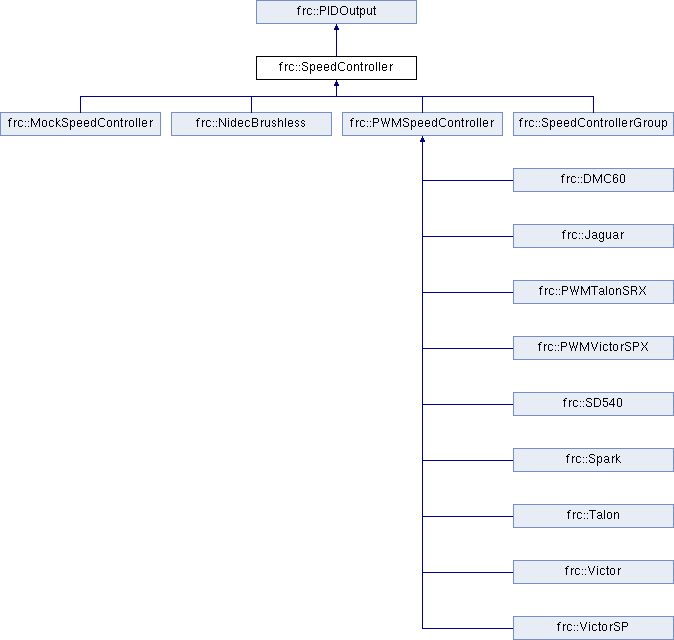 frc::PIDOutput
frc::SpeedController
frc::MockSpeedController frc::NidecBrushless frc::PWMSpeedController frc::SpeedControllerGroup
frc::DMC60
frc::Jaguar
frc::PWMTalonSRX
frc::PWMVictorSPX
frc::SD540
frc::Spark
frc::Talon
frc::Victor
frc::VictorSP